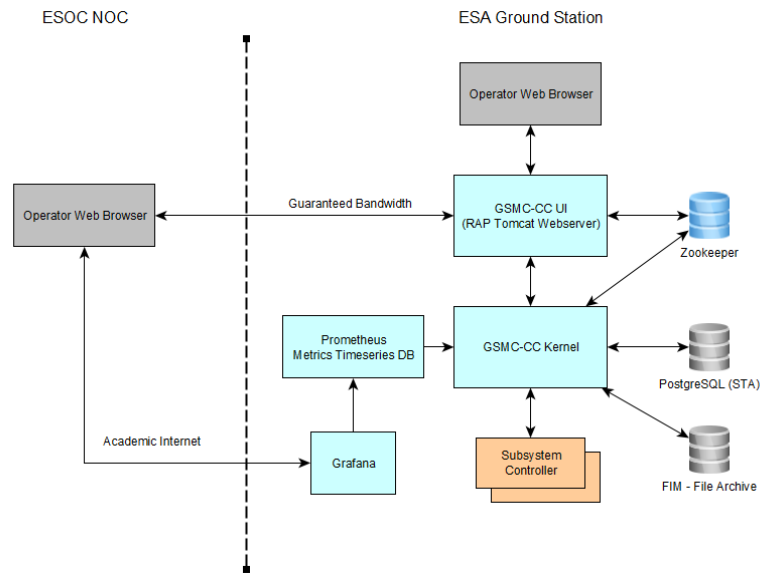 ESOC NOC
ESA Ground Station
Operator Web Browser
Operator Web Browser
Guaranteed Bandwidth
GSMC-CC UI
(RAP Tomcat Webserver)
Zookeeper
Prometheus
Metrics Timeseries DB
GSMC-CC Kernel
PostgreSQL (STA)
Academic Internet
Grafana
Subsystem
Controller
FIM - File Archive